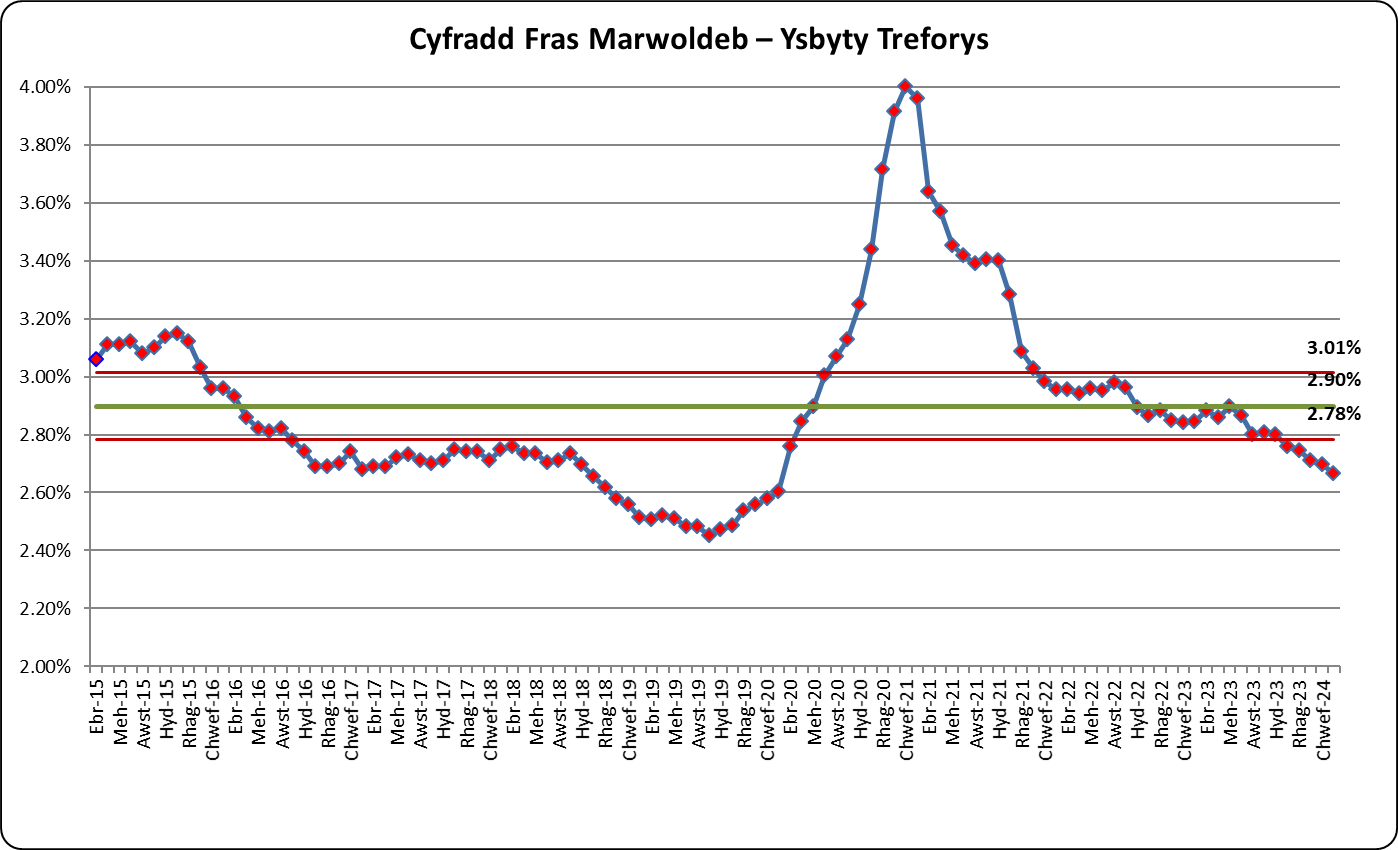 Cyfradd Fras Marwoldeb – Ysbyty Treforys
4.00%
3.80%
3.60%
3.40%
3.20%
3.00%
2.80%
2.60%
2.40%
2.20%
2.00%
3.01%
2.90%
2.78%
Ebr-15
Meh-15
Awst-15
Hyd-15
Rhag-15
Chwef-16
Ebr-16
Meh-16
Awst-16
Hyd-16
Rhag-16
Chwef-17
Ebr-17
Meh-17
Awst-17
Hyd-17
Rhag-17
Chwef-18
Ebr-18
Meh-18
Awst-18
Hyd-18
Rhag-18
Chwef-19
Ebr-19
Meh-19
Awst-19
Hyd-19
Rhag-19
Chwef-20
Ebr-20
Meh-20
Awst-20
Hyd-20
Rhag-20
Chwef-21
Ebr-21
Meh-21
Awst-21
Hyd-21
Rhag-21
Chwef-22
Ebr-22
Meh-22
Awst-22
Hyd-22
Rhag-22
Chwef-23
Ebr-23
Meh-23
Awst-23
Hyd-23
Rhag-23
Chwef-24